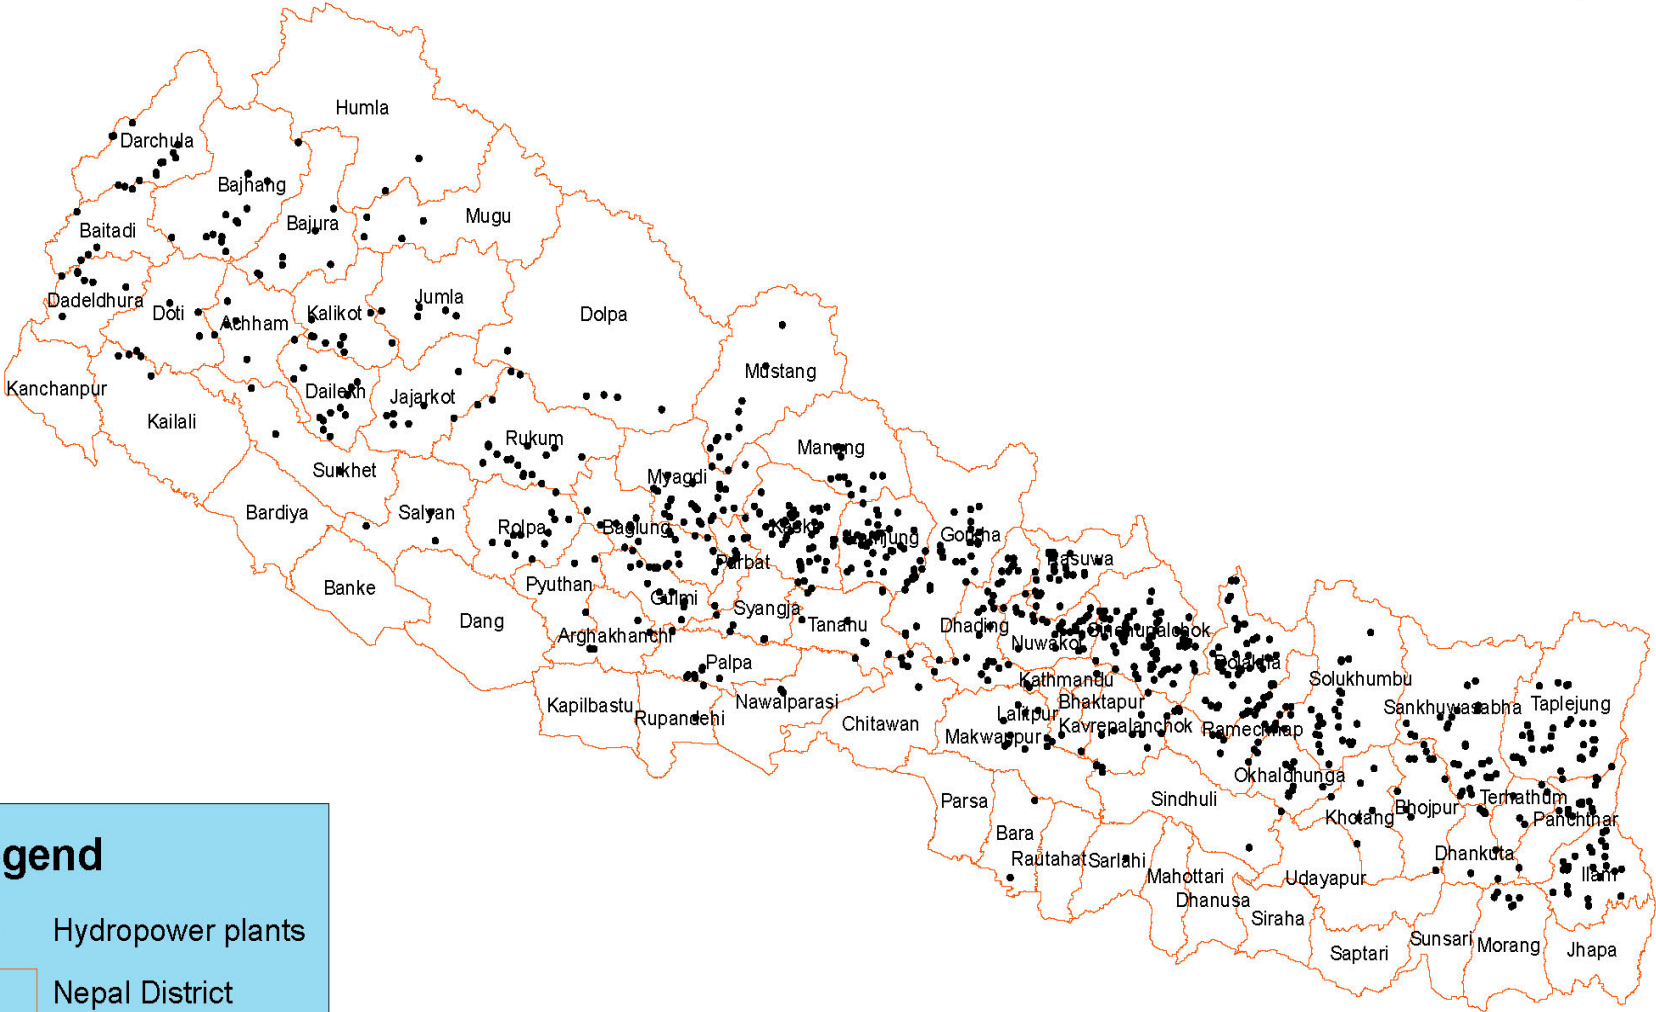 Humla
Darchula
Bajhang
Mugu
Baitadi
Bajura
Dadeldhura
Doti
Achham
Kalikot
Jumla
Dolpa
Mustang
Kanchanpur
Kailali
Dailekh
Jajarkot
Rukum
Manang
Surkhet
Myagdi
Bardiya
Salyan
Rolpa
Baglung
Kaski
Lamjung
Gorkha
Rasuwa
Parbat
Banke
Pyuthan
Gulmi
Syangja
Dang
Arghakhanchi
Tanahu
Dhading
Nuwakot
Sindhupalchok
Dolakha
Palpa
Kathmandu
Solukhumbu
Kapilbastu
Rupandehi
Nawalparasi
Chitawan
Lalitpur
Bhaktapur
Kavrepalanchok
Makwanpur
Ramechhap
Sankhuwasabha
Taplejung
Okhaldhunga
Parsa
Sindhuli
Khotang
Bhojpur
Terhathum
Panchthar
Bara
Rautahat
Sarlahi
Mahottari
Dhanusa
Siraha
Udayapur
Dhankuta
Ilam
Saptari
Sunsari
Morang
Jhapa
gend
Hydropower plants
Nepal District